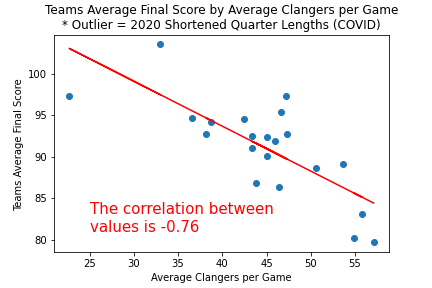 Teams Average Final Score by Average Clangers per Game
* Outlier = 2020 Shortened Quarter Lengths (COVID)
Teams Average Final Score
100
95
90
85
80
The correlation between
values is -0.76
25
30
35
40
45
50
55
Average Clangers per Game